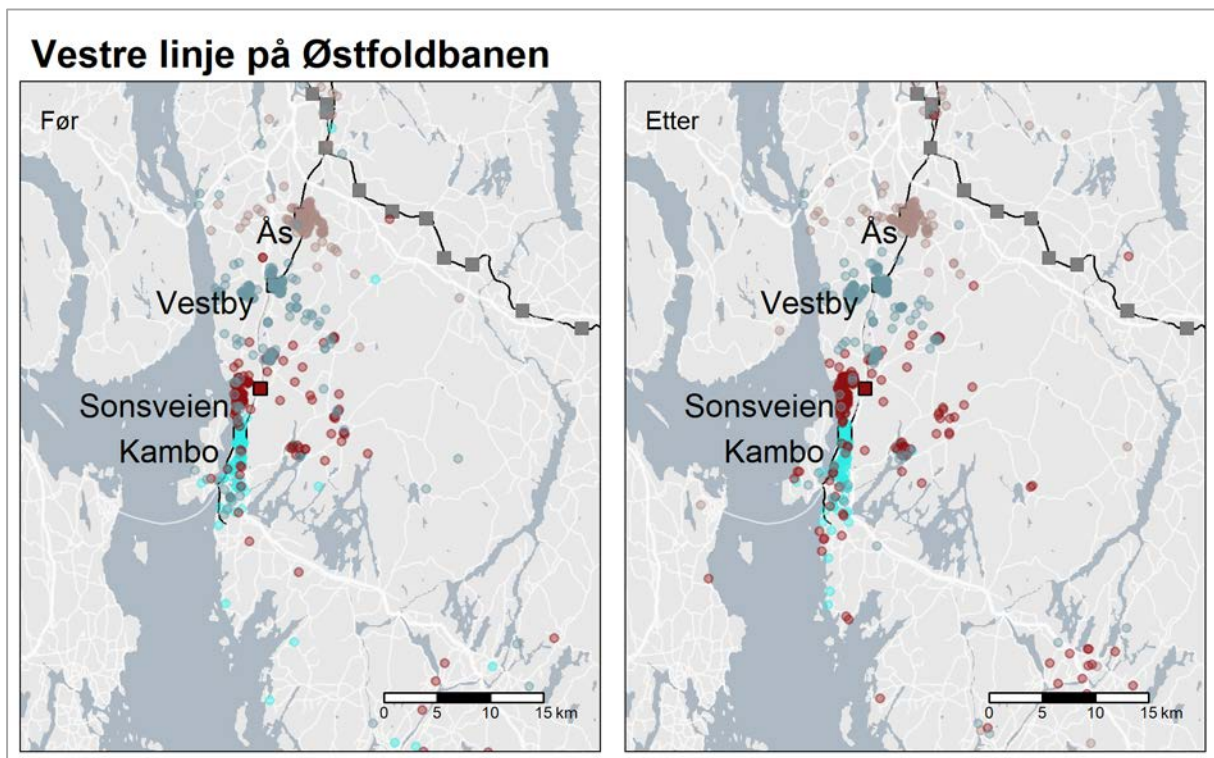 Vestre linje på Østfoldbanen
Før
Ås
Vestby
Sonsveien
Kambo
0 5 10 15 km
Etter
Ås
Vestby
Sonsveien
Kambo
0 5 10 15 km